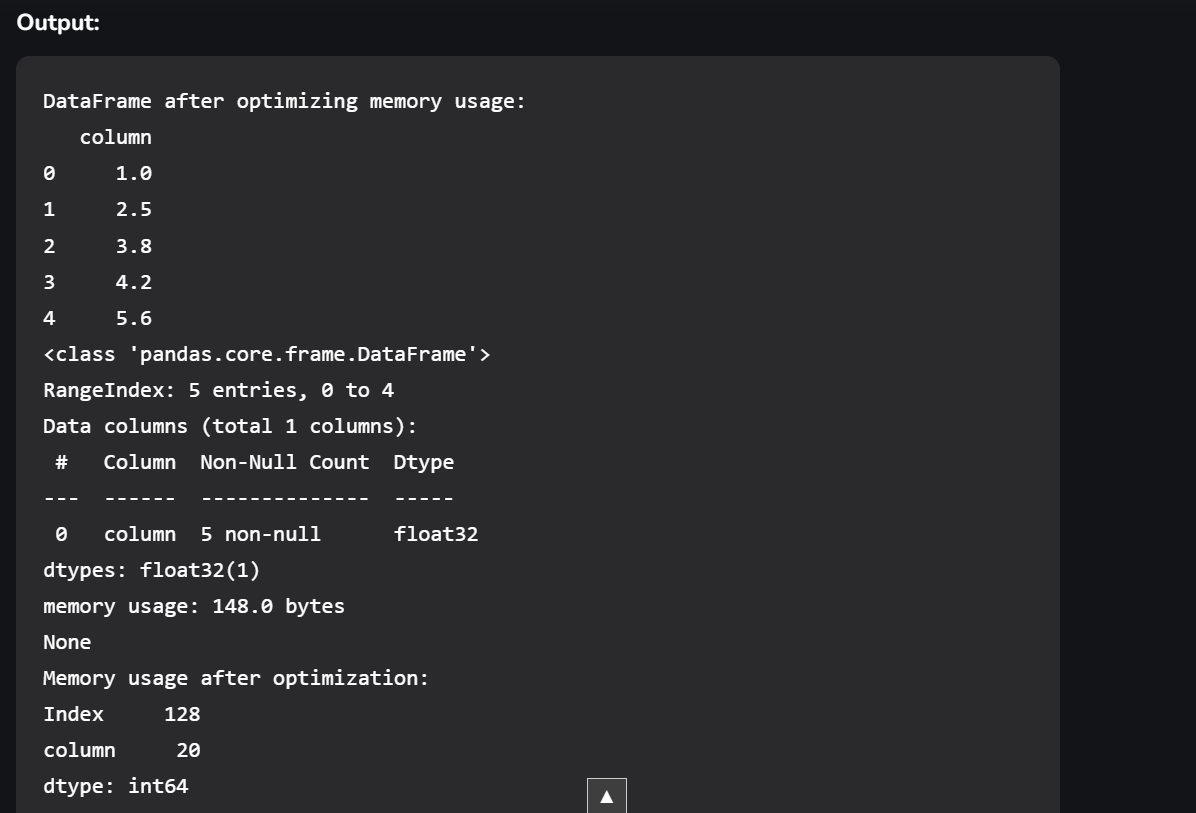 Output:
DataFrame after optimizing memory usage:
   column
0     1.0
1     2.5
2     3.8
3     4.2
4     5.6
<class 'pandas.core.frame.DataFrame'>
RangeIndex: 5 entries, 0 to 4
Data columns (total 1 columns):
 #   Column  Non-Null Count  Dtype
---  ------  --------------  -----
 0   column  5 non-null      float32
dtypes: float32(1)
memory usage: 148.0 bytes
None
Memory usage after optimization:
Index     128
column     20
dtype: int64